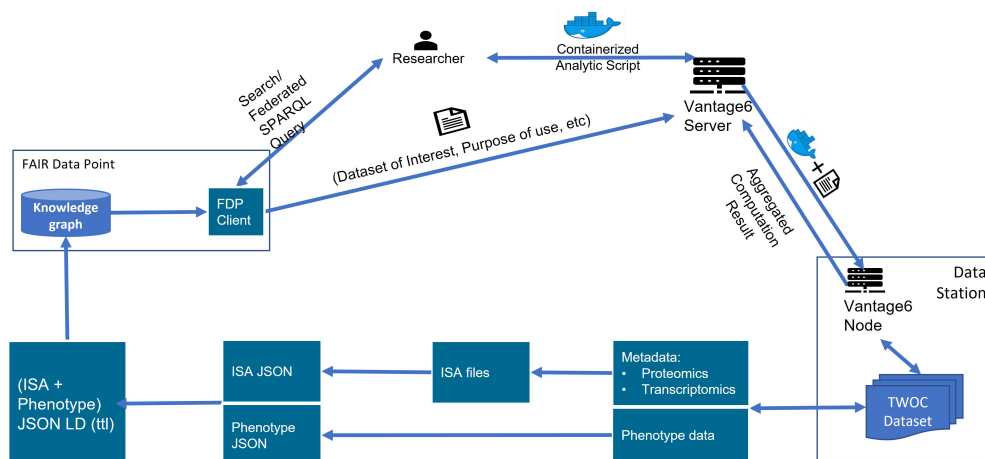 Researcher
Containerized
Analytic Script
Vantage6
Server
Search/
Federated
SPARQL
Query
(Dataset of Interest, Purpose of use, etc)
+
Aggregated
Computation
Result
FAIR Data Point
Knowledge
graph
FDP
Client
Data
Station
Vantage6
Node
(ISA +
Phenotype)
JSON LD (ttl)
ISA JSON
ISA files
Metadata:
• Proteomics
• Transcriptomics
Phenotype
JSON
Phenotype data
TWOC
Dataset